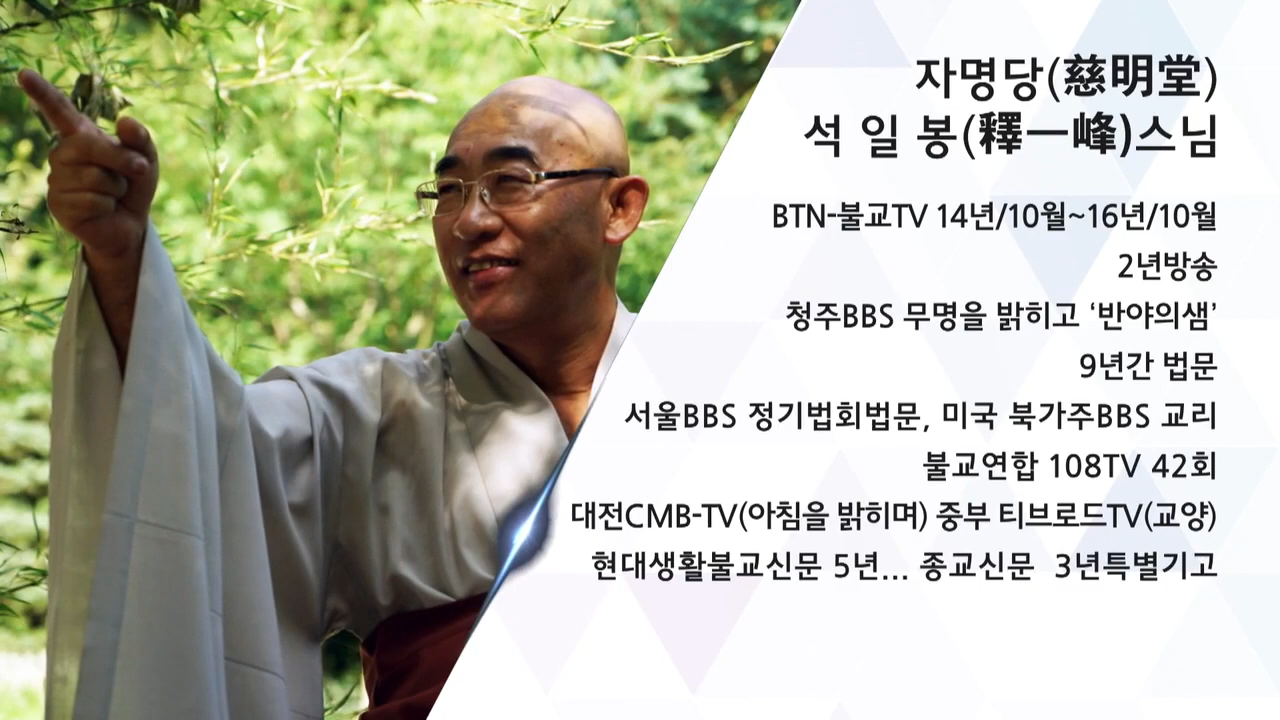 자명당(慈明堂)
석 일 봉(釋一峰)스님
BTN-불교TV 14년/10월~16년/10월
2년방송
청주BBS 무명을 밝히고 ‘반야의샘’
9년간 법문
서울BBS 정기법회법문, 미국 북가주BBS 교리
불교연합 108TV 42회
대전CMB-TV(아침을 밝히며) 중부 티브로드TV(교양)
현대생활불교신문 5년... 종교신문  3년특별기고